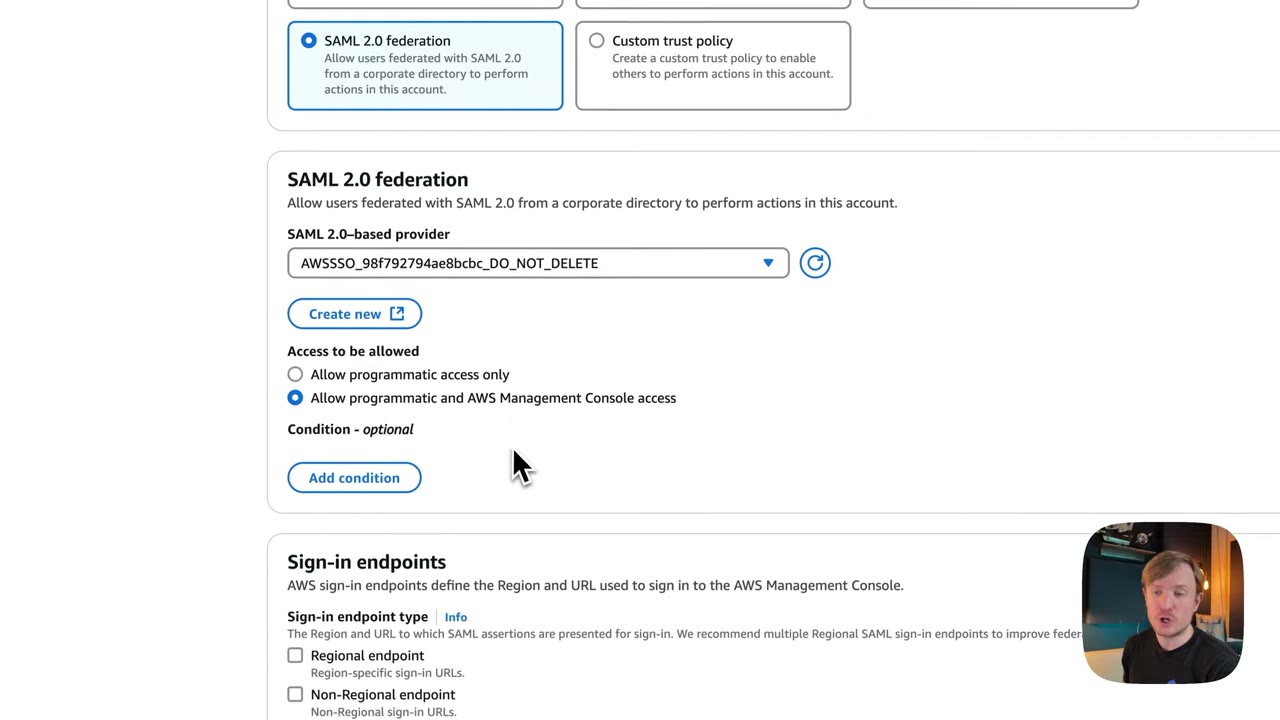 SAML 2.0 federation
Allow users federated with SAML 2.0
from a corporate directory to perform
actions in this account.
Custom trust policy
Create a custom trust policy to enable
others to perform actions in this account.
SAML 2.0 federation
Allow users federated with SAML 2.0 from a corporate directory to perform actions in this account.
SAML 2.0–based provider
AWSSSO_98f792794ae8bcbc_DO_NOT_DELETE
Create new
Access to be allowed
Allow programmatic access only
Allow programmatic and AWS Management Console access
Condition - optional
Add condition
Sign-in endpoints
AWS sign-in endpoints define the Region and URL used to sign in to the AWS Management Console.
Sign-in endpoint type Info
The Region and URL to which SAML assertions are presented for sign-in. We recommend multiple Regional SAML sign-in endpoints to improve
Regional endpoint
Region-specific sign-in URLs.
Non-Regional endpoint
Non-Regional sign-in URLs.